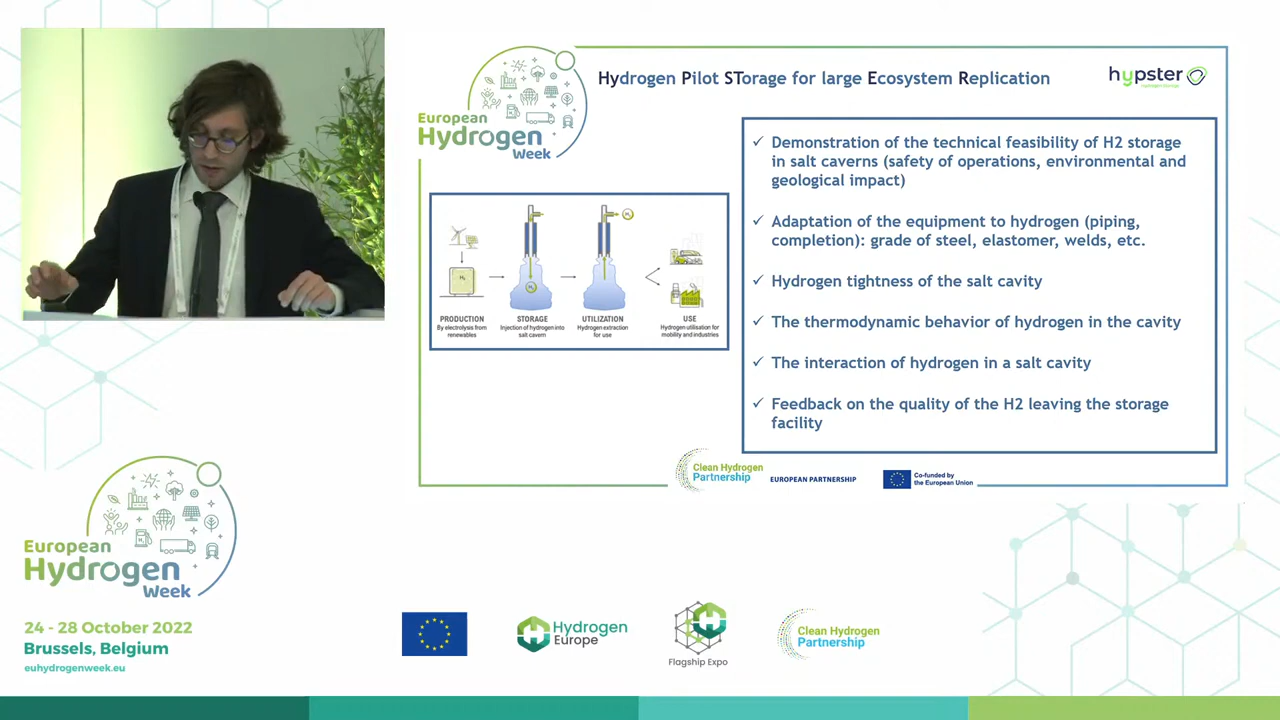 Hydrogen Pilot STorage for large Ecosystem Replication
hypster
hydrogen storage
European
Hydrogen
Week
✓ Demonstration of the technical feasibility of H2 storage
in salt caverns (safety of operations, environmental and
geological impact)
✓ Adaptation of the equipment to hydrogen (piping,
completion): grade of steel, elastomer, welds, etc.
✓ Hydrogen tightness of the salt cavity
✓ The thermodynamic behavior of hydrogen in the cavity
✓ The interaction of hydrogen in a salt cavity
✓ Feedback on the quality of the H2 leaving the storage
facility
H₂
H₂
H₂
PRODUCTION
By electrolysis from
renewables
STORAGE
Injection of hydrogen into
salt cavern
UTILIZATION
Hydrogen extraction
for use
USE
Hydrogen utilisation for
mobility and industries
Clean Hydrogen
Partnership
EUROPEAN PARTNERSHIP
Co-funded by
the European Union
European
Hydrogen
Week
24 - 28 October 2022
Brussels, Belgium
euhydrogenweek.eu
Hydrogen
Europe
Flagship Expo
Clean Hydrogen
Partnership